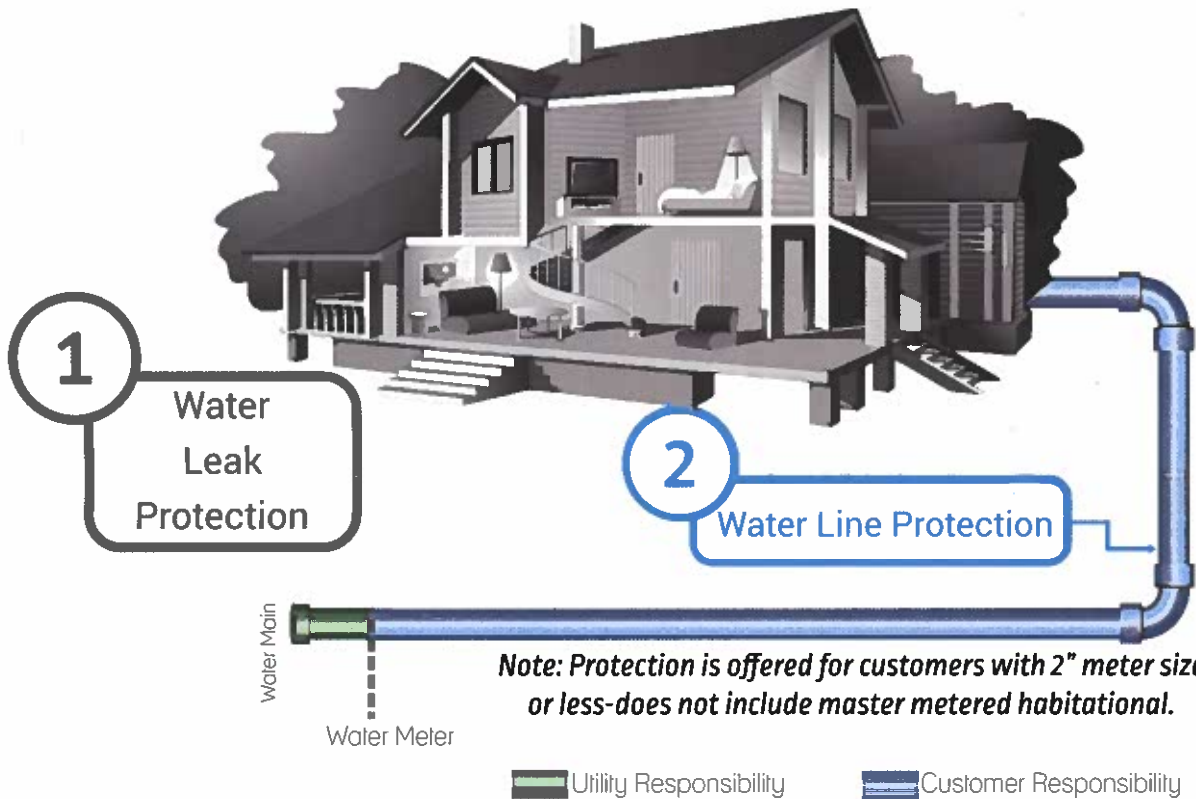 1
Water
Leak
Protection
2
Water Line Protection
Water Main
Note: Protection is offered for customers with 2" meter size
or less-does not include master metered habitational.
Water Meter
Utility Responsibility
Customer Responsibility